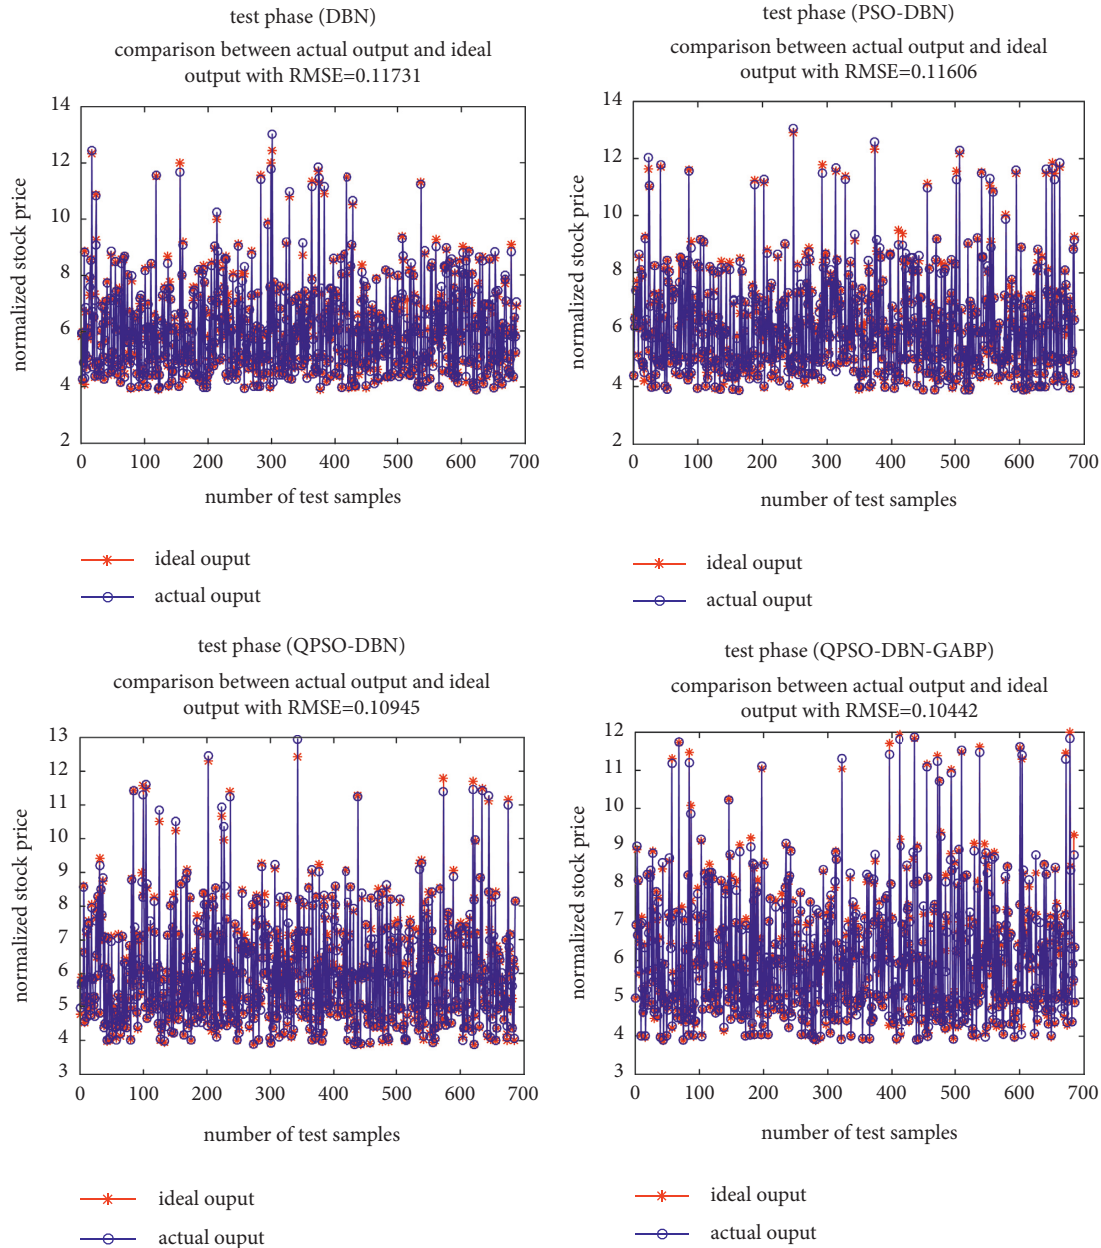 test phase (DBN)
comparison between actual output and ideal
output with RMSE=0.11731
normalized stock price
14
12
10
8
6
4
2
0 100 200 300 400 500 600 700
number of test samples
ideal ouput
actual ouput
test phase (PSO-DBN)
comparison between actual output and ideal
output with RMSE=0.11606
normalized stock price
14
12
10
8
6
4
2
0 100 200 300 400 500 600 700
number of test samples
ideal ouput
actual ouput
test phase (QPSO-DBN)
comparison between actual output and ideal
output with RMSE=0.10945
normalized stock price
13
12
11
10
9
8
7
6
5
4
3
0 100 200 300 400 500 600 700
number of test samples
ideal ouput
actual ouput
test phase (QPSO-DBN-GABP)
comparison between actual output and ideal
output with RMSE=0.10442
normalized stock price
12
11
10
9
8
7
6
5
4
3
0 100 200 300 400 500 600 700
number of test samples
ideal ouput
actual ouput